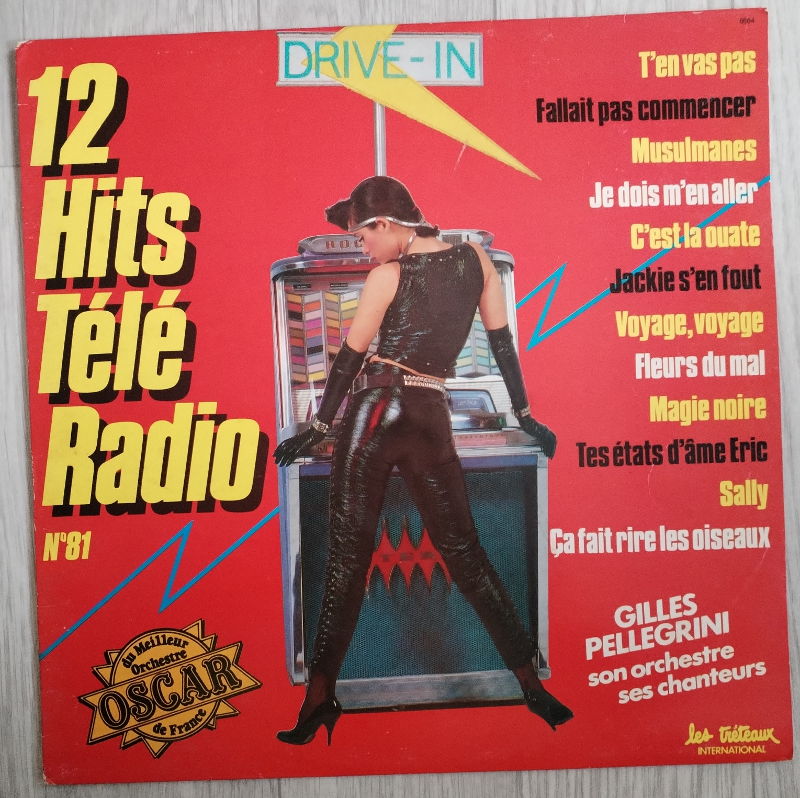 0064
DRIVE-IN
12
Hits
Télé
Radio
N°81
T'en vas pas
Fallait pas commencer
Musulmanes
Je dois m'en aller
C'est la ouate
Jackie s'en fout
Voyage, voyage
Fleurs du mal
Magie noire
Tes états d'âme Eric
Sally
Ça fait rire les oiseaux
GILLES
PELLEGRINI
son orchestre
ses chanteurs
du Meilleur
Orchestre
OSCAR
de France
les tréteaux
INTERNATIONAL